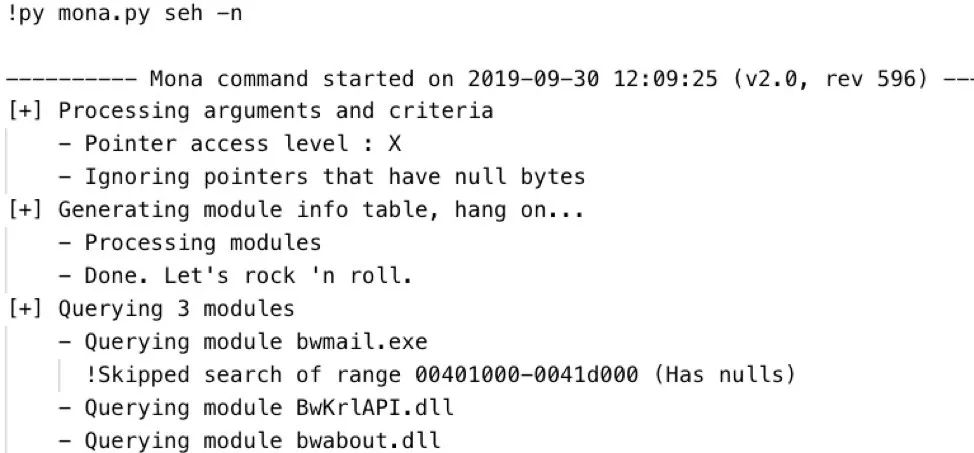 !py mona.py seh -n
---------- Mona command started on 2019-09-30 12:09:25 (v2.0, rev 596) ---
[+] Processing arguments and criteria
- Pointer access level : X
- Ignoring pointers that have null bytes
[+] Generating module info table, hang on...
- Processing modules
- Done. Let's rock 'n roll.
[+] Querying 3 modules
- Querying module bwmail.exe
!Skipped search of range 00401000-0041d000 (Has nulls)
- Querying module BwKrlAPI.dll
- Querying module bwabout.dll